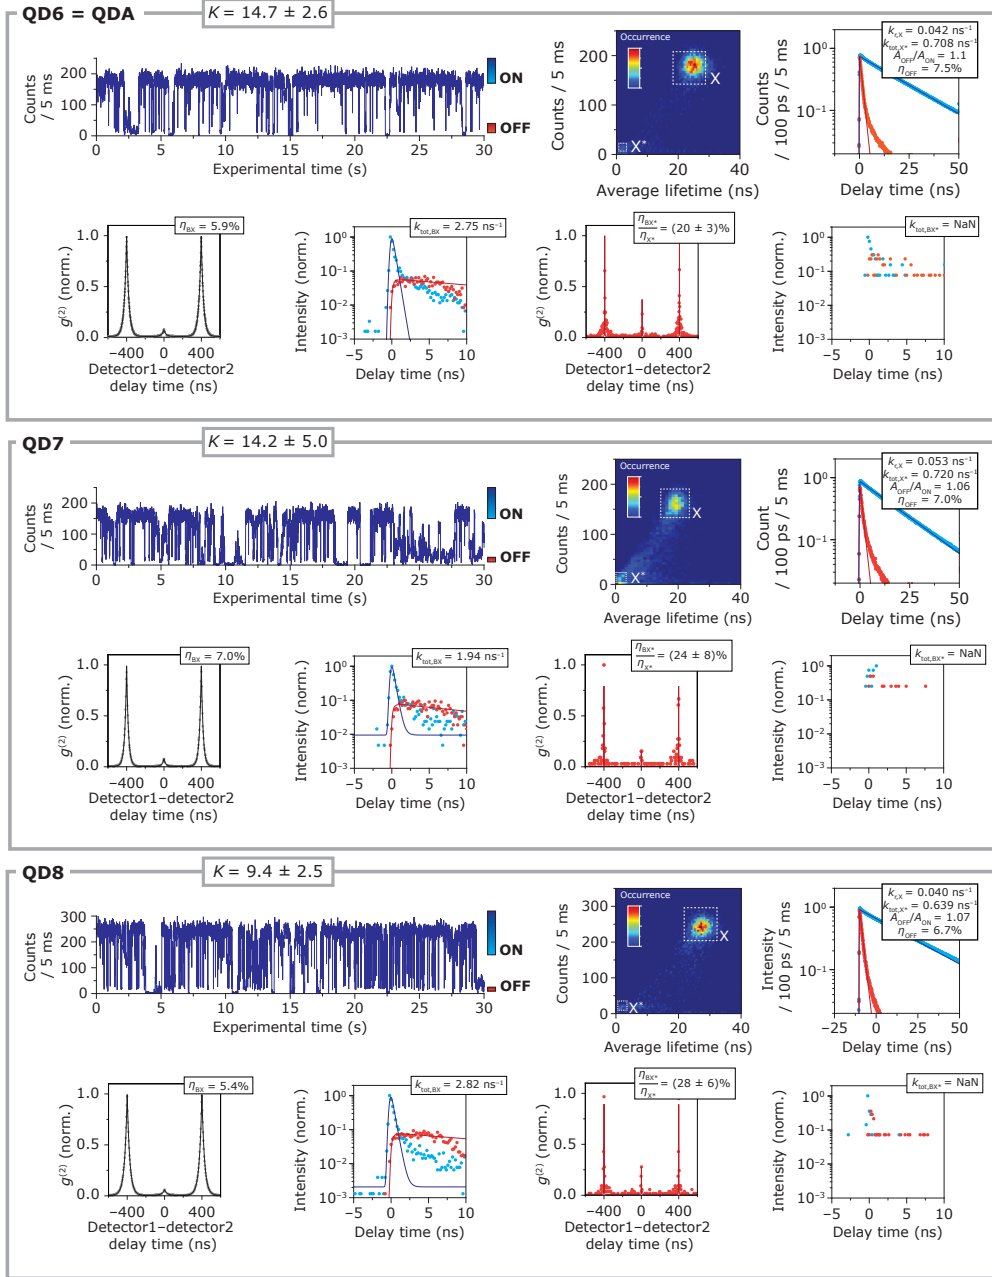 QD6 = QDA
K = 14.7 ± 2.6
Counts / 5 ms
200
100
0
0 5 10 15 20 25 30
Experimental time (s)
ON
OFF
Counts / 5 ms
200
100
0
Occurrence
X
X*
0 20 40
Average lifetime (ns)
Counts / 100 ps / 5 ms
10⁰
10⁻¹
k_r,X = 0.042 ns⁻¹
k_tot,X* = 0.708 ns⁻¹
A_OFF/A_ON = 1.1
η_OFF = 7.5%
0 25 50
Delay time (ns)
g⁽²⁾ (norm.)
1.0
0.5
0.0
η_BX = 5.9%
−400 0 400
Detector1−detector2
delay time (ns)
Intensity (norm.)
10⁰
10⁻¹
10⁻²
10⁻³
k_tot,BX = 2.75 ns⁻¹
−5 0 5 10
Delay time (ns)
g⁽²⁾ (norm.)
1.0
0.5
0.0
η_BX*/η_X* = (20 ± 3)%
−400 0 400
Detector1−detector2
delay time (ns)
Intensity (norm.)
10⁰
10⁻¹
10⁻²
10⁻³
k_tot,BX* = NaN
−5 0 5 10
Delay time (ns)
QD7
K = 14.2 ± 5.0
Counts / 5 ms
200
100
0
0 5 10 15 20 25 30
Experimental time (s)
ON
OFF
Counts / 5 ms
200
100
0
Occurrence
X
X*
0 20 40
Average lifetime (ns)
Count / 100 ps / 5 ms
10⁰
10⁻¹
k_r,X = 0.053 ns⁻¹
k_tot,X* = 0.720 ns⁻¹
A_OFF/A_ON = 1.06
η_OFF = 7.0%
0 25 50
Delay time (ns)
g⁽²⁾ (norm.)
1.0
0.5
0.0
η_BX = 7.0%
−400 0 400
Detector1−detector2
delay time (ns)
Intensity (norm.)
10⁰
10⁻¹
10⁻²
10⁻³
k_tot,BX = 1.94 ns⁻¹
−5 0 5 10
Delay time (ns)
g⁽²⁾ (norm.)
1.0
0.5
0.0
η_BX*/η_X* = (24 ± 8)%
−400 0 400
Detector1−detector2
delay time (ns)
Intensity (norm.)
10⁰
10⁻¹
10⁻²
10⁻³
k_tot,BX* = NaN
−5 0 5 10
Delay time (ns)
QD8
K = 9.4 ± 2.5
Counts / 5 ms
300
200
100
0
0 5 10 15 20 25 30
Experimental time (s)
ON
OFF
Counts / 5 ms
300
200
100
0
Occurrence
X
X*
0 20 40
Average lifetime (ns)
Intensity / 100 ps / 5 ms
10⁰
10⁻¹
k_r,X = 0.040 ns⁻¹
k_tot,X* = 0.639 ns⁻¹
A_OFF/A_ON = 1.07
η_OFF = 6.7%
−25 0 50
Delay time (ns)
g⁽²⁾ (norm.)
1.0
0.5
0.0
η_BX = 5.4%
−400 0 400
Detector1−detector2
delay time (ns)
Intensity (norm.)
10⁰
10⁻¹
10⁻²
10⁻³
k_tot,BX = 2.82 ns⁻¹
−5 0 5 10
Delay time (ns)
g⁽²⁾ (norm.)
1.0
0.5
0.0
η_BX*/η_X* = (28 ± 6)%
−400 0 400
Detector1−detector2
delay time (ns)
Intensity (norm.)
10⁰
10⁻¹
10⁻²
10⁻³
k_tot,BX* = NaN
−5 0 5 10
Delay time (ns)